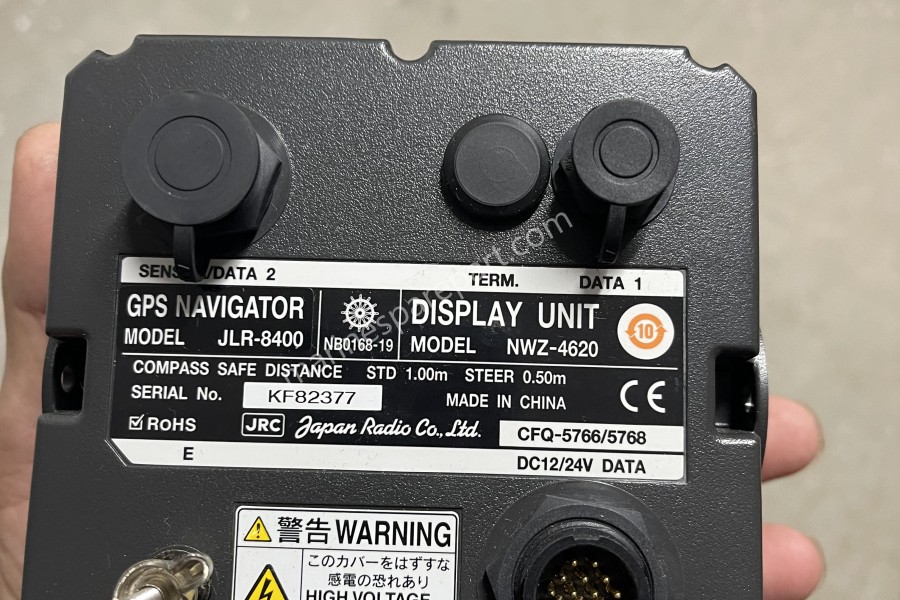 SENSOR/DATA 2
TERM.
DATA 1
GPS NAVIGATOR
MODEL JLR-8400
NB0168-19
DISPLAY UNIT
MODEL NWZ-4620
10
COMPASS SAFE DISTANCE STD 1.00m STEER 0.50m
SERIAL No. KF82377
MADE IN CHINA
CE
RoHS
JRC Japan Radio Co., Ltd.
CFQ-5766/5768
E
DC12/24V DATA
警告 WARNING
このカバーをはずすな
感電の恐れあり
HIGH VOLTAGE
marinesparepart.com